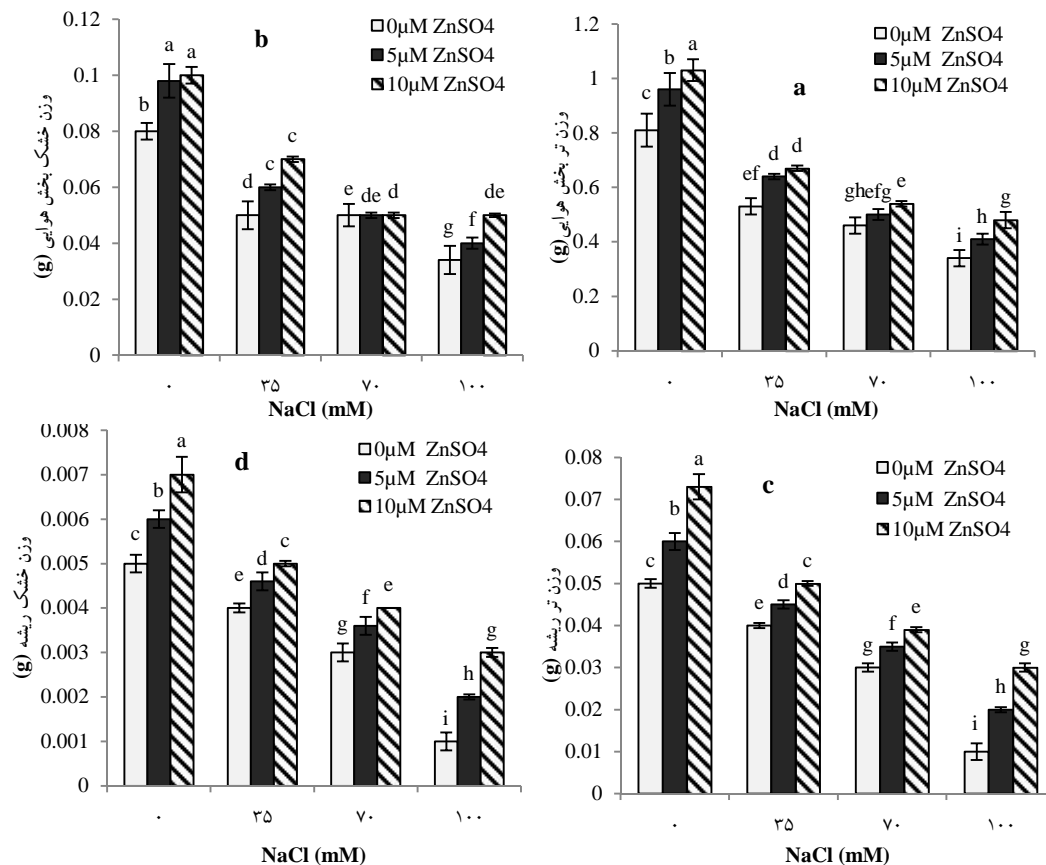 b
0μM ZnSO4
5μM ZnSO4
10μM ZnSO4
0.12
0.1
0.08
0.06
0.04
0.02
0
وزن خشک بخش هوایی (g)
b a a
d c c
e de d
g f de
۰ ۳۵ ۷۰ ۱۰۰
NaCl (mM)
a
0μM ZnSO4
5μM ZnSO4
10μM ZnSO4
1.2
1
0.8
0.6
0.4
0.2
0
وزن تر بخش هوایی (g)
c b a
ef d d
gh efg e
i h g
۰ ۳۵ ۷۰ ۱۰۰
NaCl (mM)
d
0μM ZnSO4
5μM ZnSO4
10μM ZnSO4
0.008
0.007
0.006
0.005
0.004
0.003
0.002
0.001
0
وزن خشک ریشه (g)
c b a
e d c
g f e
i h g
۰ ۳۵ ۷۰ ۱۰۰
NaCl (mM)
c
0μM ZnSO4
5μM ZnSO4
10μM ZnSO4
0.08
0.07
0.06
0.05
0.04
0.03
0.02
0.01
0
وزن تر ریشه (g)
c b a
e d c
g f e
i h g
۰ ۳۵ ۷۰ ۱۰۰
NaCl (mM)